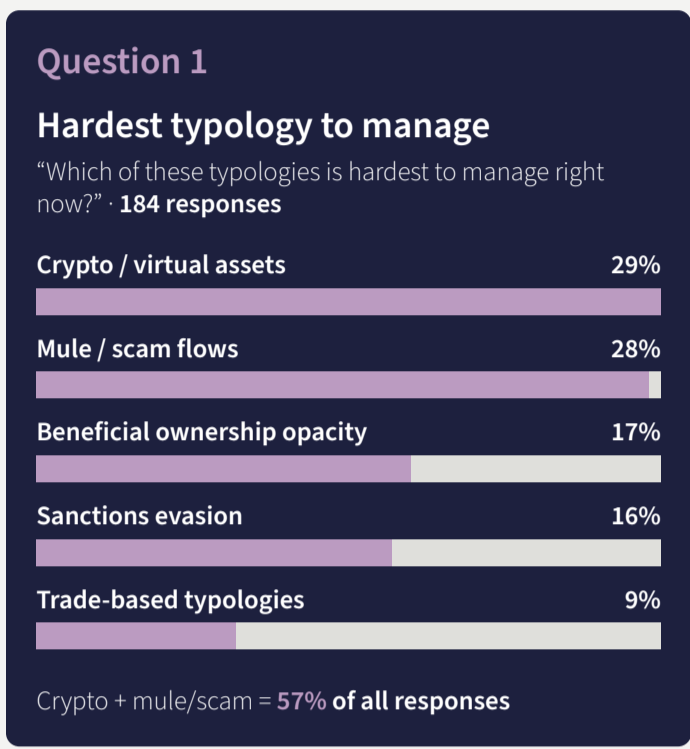 Question 1
Hardest typology to manage
“Which of these typologies is hardest to manage right
now?” · 184 responses
Crypto / virtual assets 29%
Mule / scam flows 28%
Beneficial ownership opacity 17%
Sanctions evasion 16%
Trade-based typologies 9%
Crypto + mule/scam = 57% of all responses